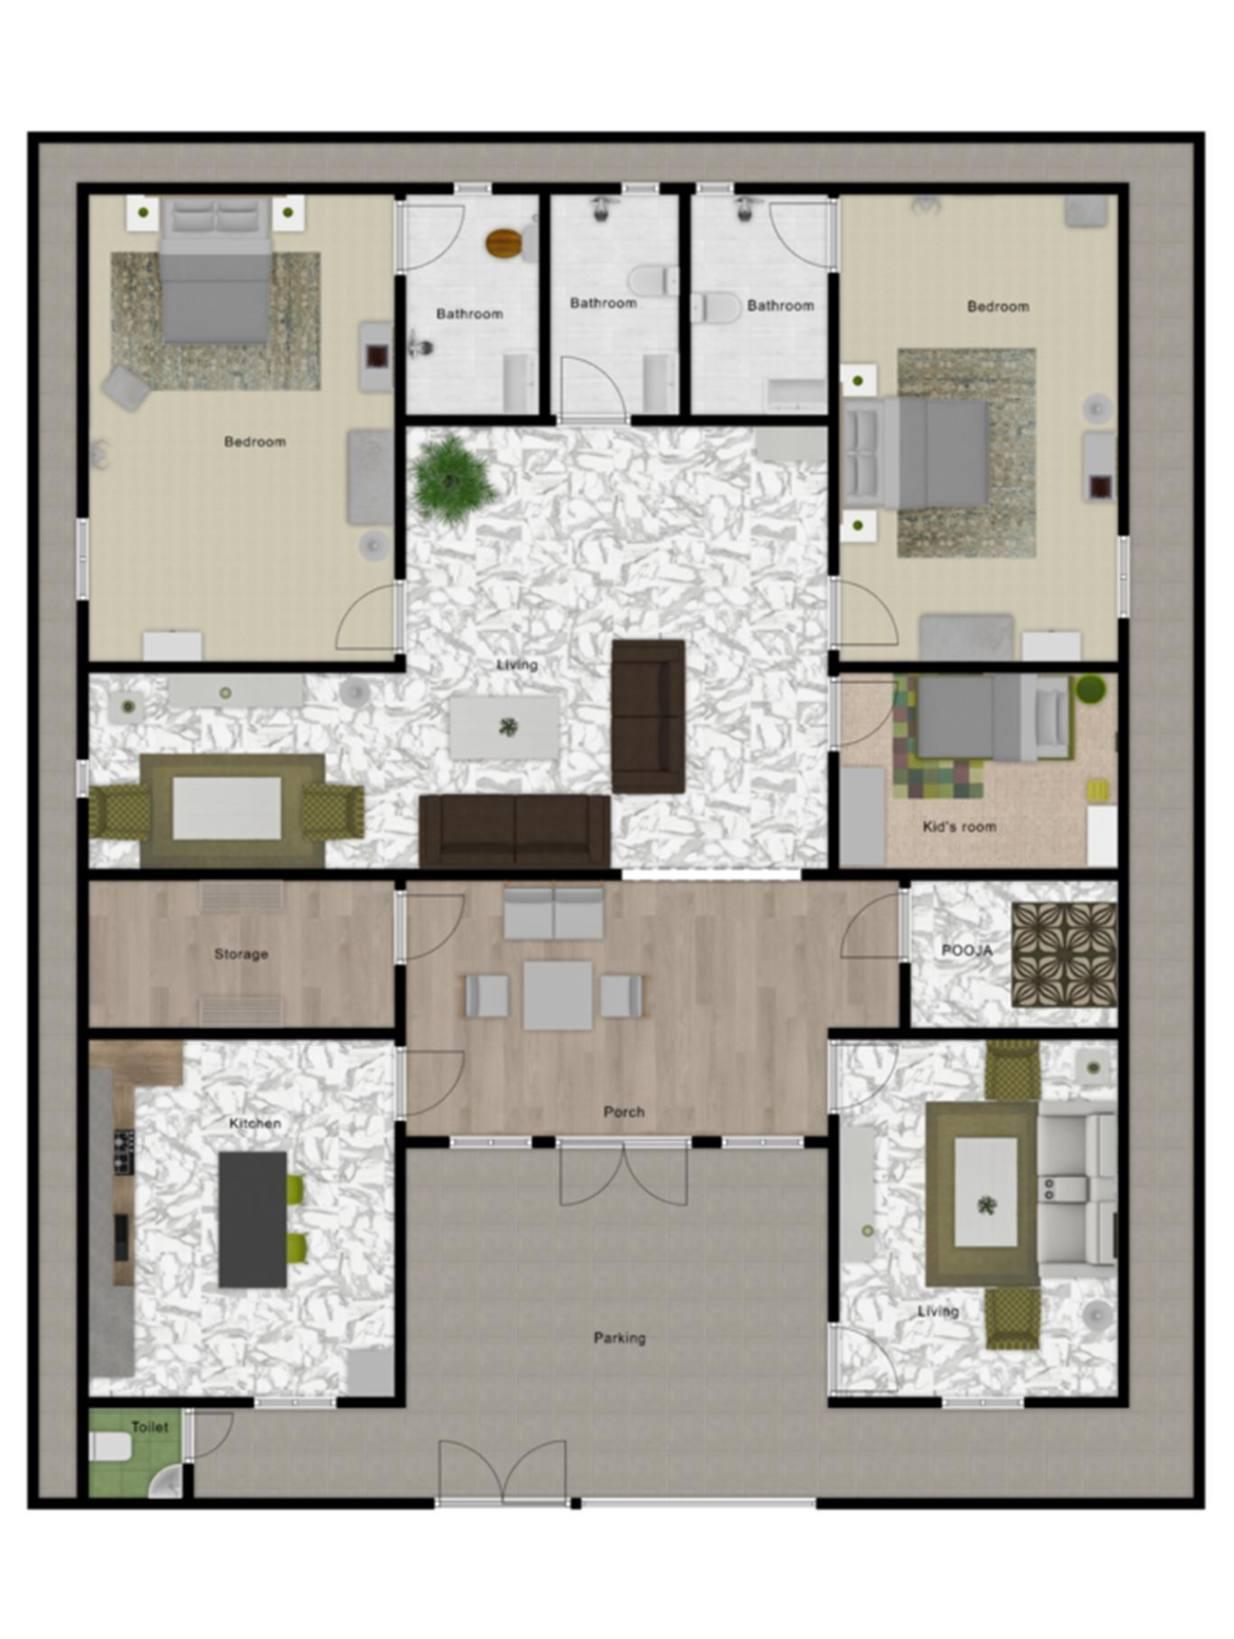 Bathroom
Bathroom
Bathroom
Bedroom
Bedroom
Living
Kid's room
Storage
POOJA
Porch
Kitchen
Living
Parking
Toilet